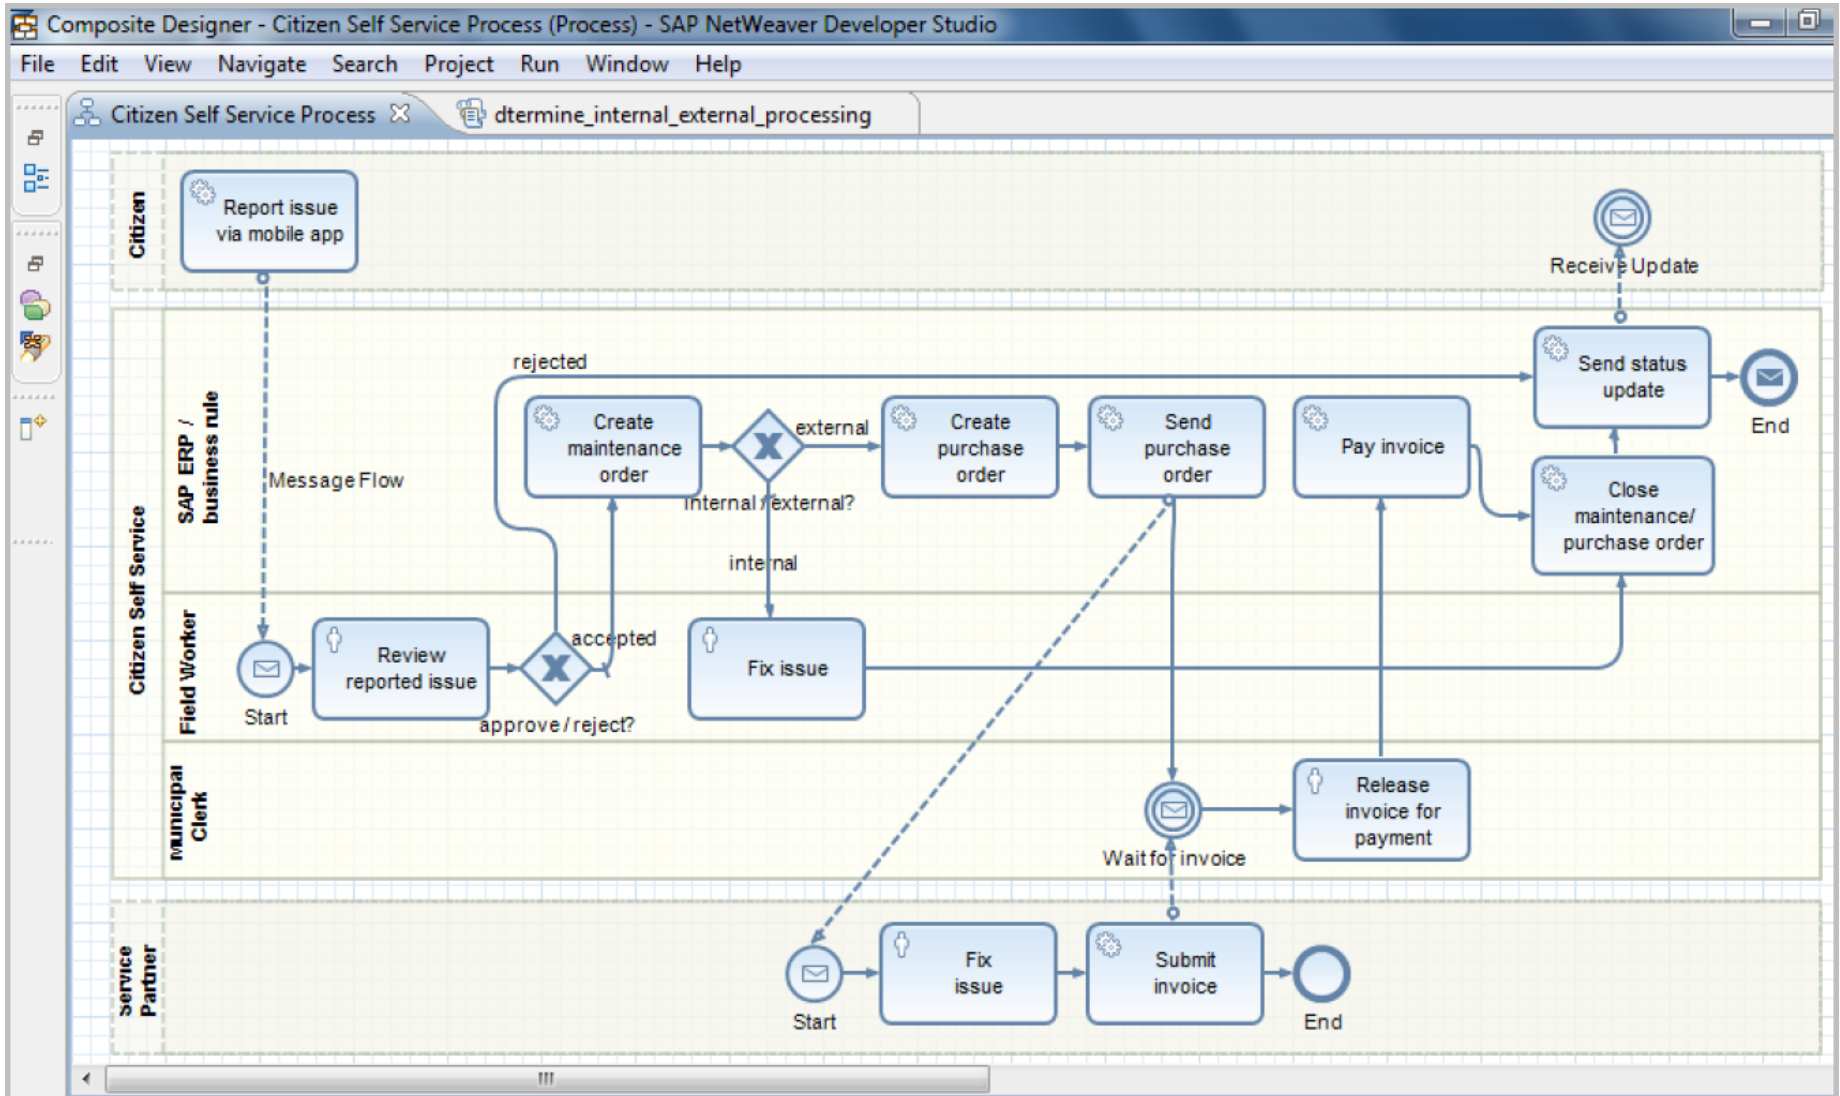 Composite Designer - Citizen Self Service Process (Process) - SAP NetWeaver Developer Studio
File Edit View Navigate Search Project Run Window Help
Citizen Self Service Process
dtermine_internal_external_processing
Citizen
Report issue
via mobile app
Receive Update
Citizen Self Service
SAP ERP /
business rule
rejected
Message Flow
Create
maintenance
order
internal / external?
external
internal
Create
purchase
order
Send
purchase
order
Pay invoice
Send status
update
End
Close
maintenance/
purchase order
Field Worker
Start
Review
reported issue
accepted
approve / reject?
Fix issue
Municipal
Clerk
Wait for invoice
Release
invoice for
payment
Service
Partner
Start
Fix
issue
Submit
invoice
End